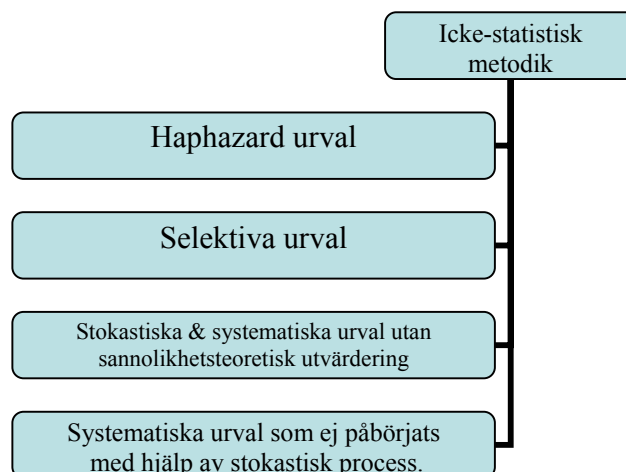 Icke-statistisk
metodik
Haphazard urval
Selektiva urval
Stokastiska & systematiska urval utan
sannolikhetsteoretisk utvärdering
Systematiska urval som ej påbörjats
med hjälp av stokastisk process.